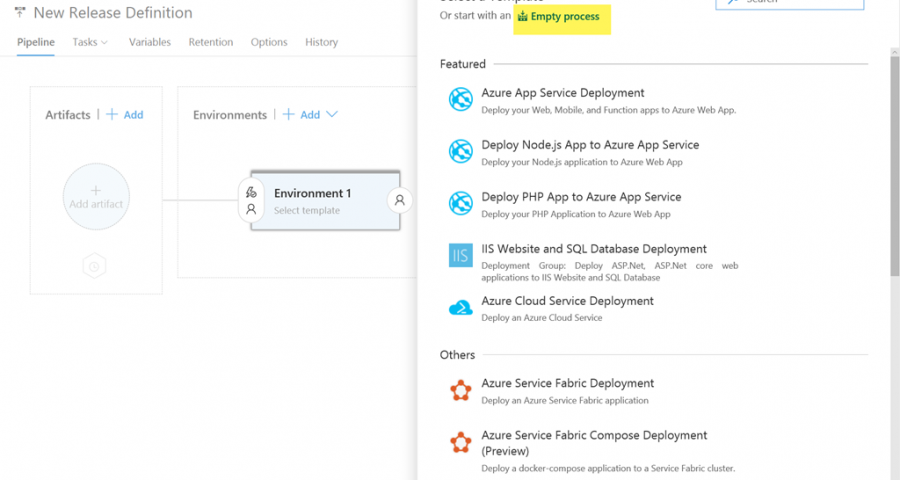 New Release Definition
Pipeline Tasks Variables Retention Options History
Artifacts | + Add
Environments | + Add
+
Add artifact
Environment 1
Select template
Select a Template
Or start with an Empty process
Search
Featured
Azure App Service Deployment
Deploy your Web, Mobile, and Function apps to Azure Web App.
Deploy Node.js App to Azure App Service
Deploy your Node.js application to Azure Web App
Deploy PHP App to Azure App Service
Deploy your PHP Application to Azure Web App
IIS
IIS Website and SQL Database Deployment
Deployment Group: Deploy ASP.Net, ASP.Net core web
applications to IIS Website and SQL Database
Azure Cloud Service Deployment
Deploy an Azure Cloud Service
Others
Azure Service Fabric Deployment
Deploy an Azure Service Fabric application
Azure Service Fabric Compose Deployment
(Preview)
Deploy a docker-compose application to a Service Fabric cluster.